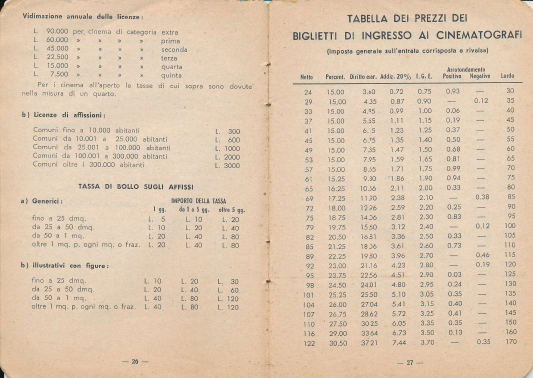 Vidimazione annuale delle licenze:
L. 90.000 per cinema di categoria extra
L. 60.000 » » » » prima
L. 45.000 » » » » seconda
L. 22.500 » » » » terza
L. 15.000 » » » » quarta
L. 7.500 » » » » quinta
Per i cinema all'aperto la tasse di cui sopra sono dovute
nella misura di un quarto.
b) Licenze di affissioni:
Comuni fino a 10.000 abitanti L. 300
Comuni da 10.001 a 25.000 abitanti L. 600
Comuni da 25.001 a 100.000 abitanti L. 1000
Comuni da 100.001 a 300.000 abitanti L. 2000
Comuni oltre i 300.000 abitanti L. 3000
TASSA DI BOLLO SUGLI AFFISSI
a) Generici: IMPORTO DELLA TASSA
1 gg. da 1 a 5 gg. oltre 5 gg.
fino a 25 dmq. L. 5 L. 10 L. 20
da 25 a 50 dmq. L. 10 L. 20 L. 40
da 50 a 1 mq. L. 20 L. 40 L. 80
oltre 1 mq. p. ogni mq. o fraz. L. 20 L. 40 L. 80
b) illustrativi con figure:
fino a 25 dmq. L. 10 L. 20 L. 30
da 25 a 50 dmq. L. 20 L. 40 L. 60
da 50 a 1 mq. L. 40 L. 80 L. 120
oltre 1 mq. p. ogni mq. o fraz. L. 40 L. 80 L. 120
— 26 —
TABELLA DEI PREZZI DEI
BIGLIETTI DI INGRESSO AI CINEMATOGRAFI
(Imposta generale sull'entrata corrisposta a rivalsa)
Arrotondamento
Netto Percent. Diritto erar. Addiz. 20% I. G. E. Positivo Negativo Lordo
24 15,00 3.60 0.72 0.75 0.93 — 30
29 15,00 4.35 0.87 0.90 — 0.12 35
33 15,00 4.95 0.99 1.00 0.06 — 40
37 15,00 5.55 1.11 1.15 0.19 — 45
41 15,00 1.23 1.25 0.37 — 50
45 15,00 6.75 1.35 1.40 0.50 — 55
49 15,00 7.35 1.47 1.50 0.68 — 60
53 15,00 7.95 1.59 1.65 0.81 — 65
57 15,00 8.55 1.71 1.75 0.99 — 70
61 15,25 9.30 1.86 1.90 0.94 — 75
65 16,25 10.56 2.11 2.00 0.33 — 80
69 17,25 2.38 2.10 — 0.38 85
72 18,00 12.96 2.59 2.20 0.25 — 90
75 18,75 14.06 2.81 2.30 0.83 — 95
79 19,75 15.60 3.12 2.40 — 0.12 100
82 20,50 16.81 3.36 2.50 0.33 — 105
85 21,25 18.06 3.61 2.60 0.73 — 110
89 22,25 19.80 3.96 2.70 — 0.46 115
92 23,00 21.16 4.23 2.80 — 0.19 120
95 23,75 22.56 4.51 2.90 0.03 — 125
98 24,50 24.01 4.80 2.95 0.24 — 130
101 25,25 25.50 5.10 3.05 0.35 — 135
104 26,00 27.04 5.41 3.15 0.40 — 140
107 26,75 28.62 5.72 3.25 0.41 — 145
110 27,50 30.25 6.05 3.35 0.35 — 150
116 29,00 33.64 6.73 3.50 0.13 — 160
122 30,50 37.21 7.44 3.70 — 0.35 170
— 27 —